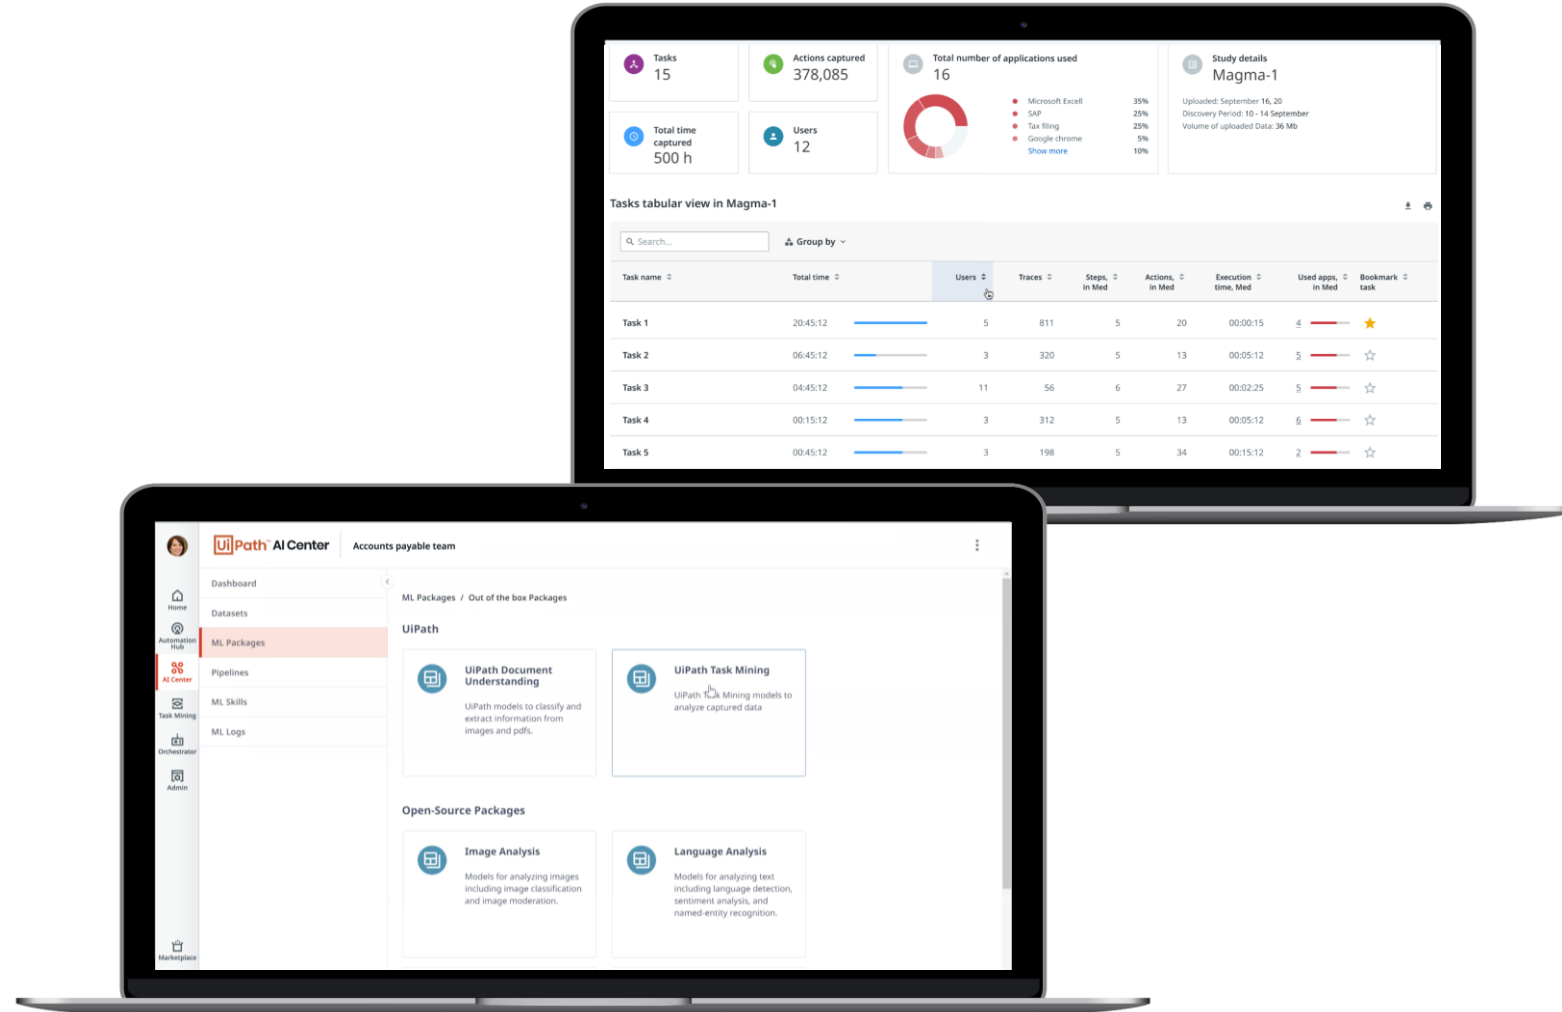 Tasks
15
Actions captured
378,085
Total number of applications used
16
Microsoft Excell 35%
SAP 25%
Tax filing 25%
Google chrome 5%
Show more 10%
Study details
Magma-1
Uploaded: September 16, 20
Discovery Period: 10 - 14 September
Volume of uploaded Data: 36 Mb
Total time
captured
500 h
Users
12
Tasks tabular view in Magma-1
Search...
Group by
Task name Total time Users Traces Steps, in Med Actions, in Med Execution time, Med Used apps, in Med Bookmark task
Task 1 20:45:12 5 811 5 20 00:00:15 4
Task 2 06:45:12 3 320 5 13 00:05:12 5
Task 3 04:45:12 11 56 6 27 00:02:25 5
Task 4 00:15:12 3 312 5 13 00:05:12 6
Task 5 00:45:12 3 198 5 34 00:15:12 2
UiPath™ AI Center
Accounts payable team
Home
Automation
Hub
AI Center
Task Mining
Orchestrator
Admin
Marketplace
Dashboard
Datasets
ML Packages
Pipelines
ML Skills
ML Logs
ML Packages / Out of the box Packages
UiPath
UiPath Document
Understanding
UiPath models to classify and
extract information from
images and pdfs.
UiPath Task Mining
UiPath Task Mining models to
analyze captured data
Open-Source Packages
Image Analysis
Models for analyzing images
including image classification
and image moderation.
Language Analysis
Models for analyzing text
including language detection,
sentiment analysis, and
named-entity recognition.